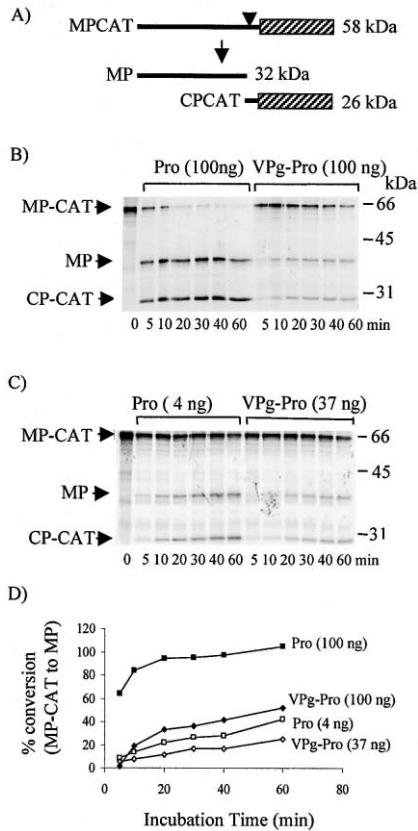 A)
MPCAT 58 kDa
MP 32 kDa
CPCAT 26 kDa
B)
Pro (100ng) VPg-Pro (100 ng)
kDa
MP-CAT 66
45
MP
CP-CAT 31
0 5 10 20 30 40 60 5 10 20 30 40 60 min
C)
Pro ( 4 ng) VPg-Pro (37 ng)
MP-CAT 66
45
MP
CP-CAT 31
0 5 10 20 30 40 60 5 10 20 30 40 60 min
D)
% conversion
(MP-CAT to MP)
120
100
80
60
40
20
0
Pro (100 ng)
VPg-Pro (100 ng)
Pro (4 ng)
VPg-Pro (37 ng)
0 20 40 60 80
Incubation Time (min)